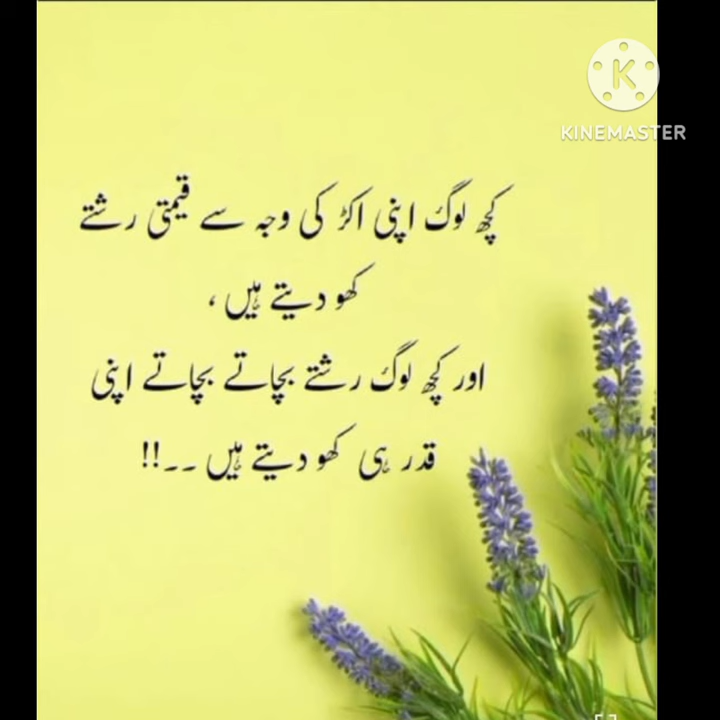 K
KINEMASTER
کچھ لوگ اپنی اکڑ کی وجہ سے قیمتی رشتے
کھو دیتے ہیں ،
اور کچھ لوگ رشتے بچاتے بچاتے اپنی
قدر ہی کھو دیتے ہیں ۔۔!!